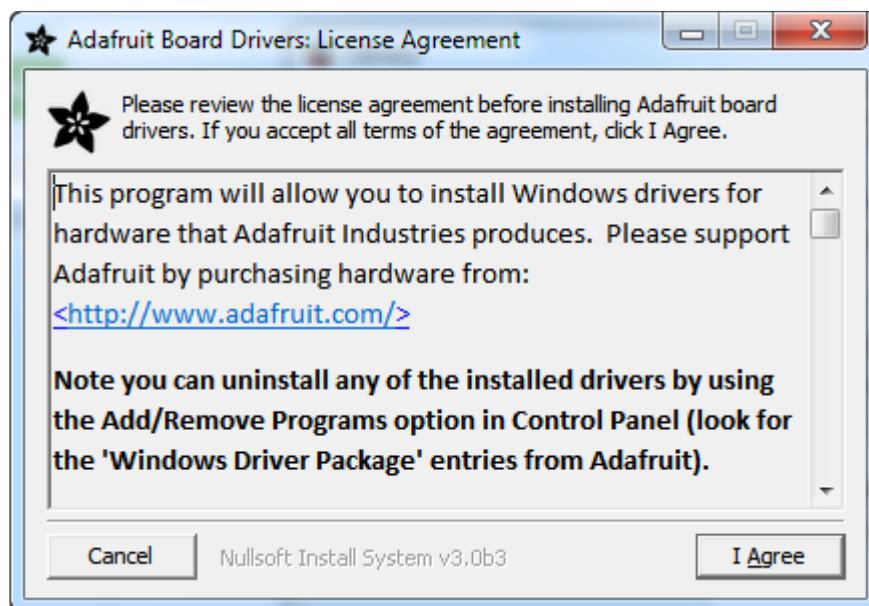 Adafruit Board Drivers: License Agreement
Please review the license agreement before installing Adafruit board
drivers. If you accept all terms of the agreement, click I Agree.
This program will allow you to install Windows drivers for
hardware that Adafruit Industries produces.  Please support
Adafruit by purchasing hardware from:
<http://www.adafruit.com/>
Note you can uninstall any of the installed drivers by using
the Add/Remove Programs option in Control Panel (look for
the 'Windows Driver Package' entries from Adafruit).
Cancel
Nullsoft Install System v3.0b3
I Agree